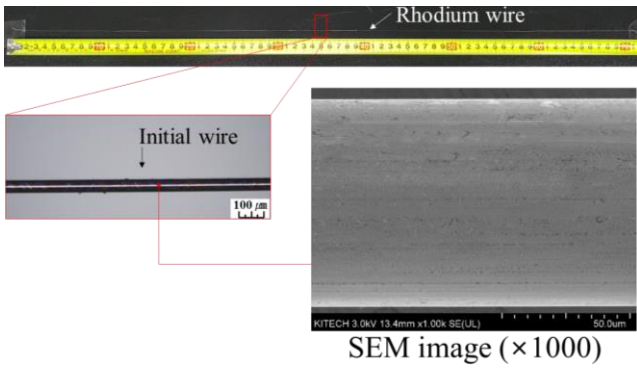 Rhodium wire
Initial wire
100 µm
KITECH 3.0kV 13.4mm x1.00k SE(UL)
50.0um
SEM image (×1000)